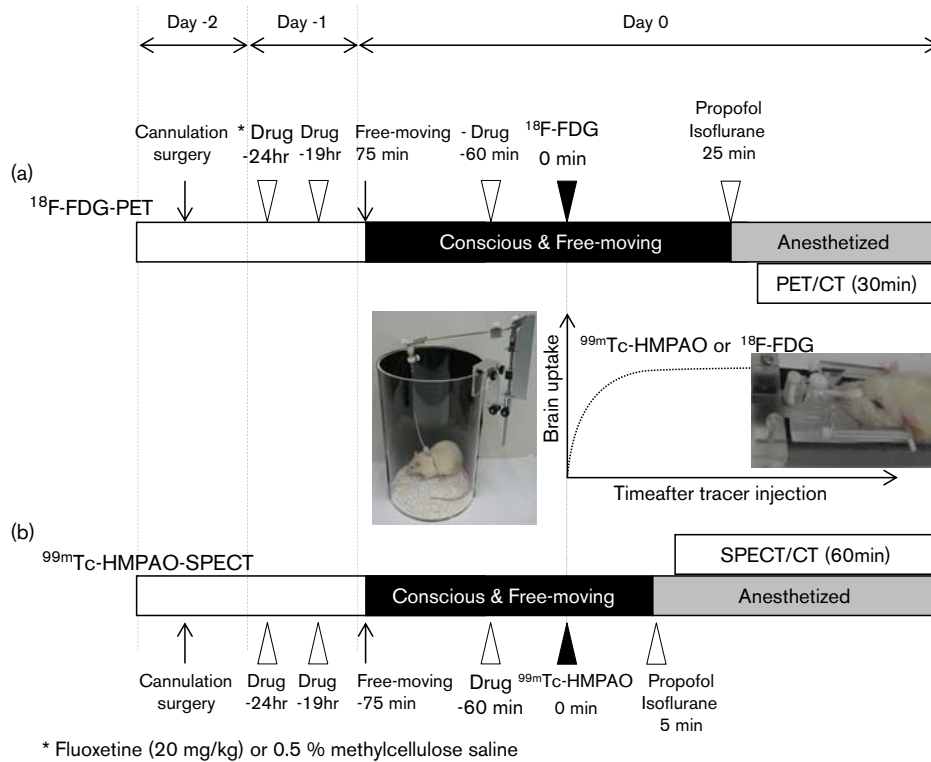 Day -2 Day -1 Day 0
Cannulation
surgery
* Drug
-24hr
Drug
-19hr
Free-moving
75 min
- Drug
-60 min
¹⁸F-FDG
0 min
Propofol
Isoflurane
25 min
(a)
¹⁸F-FDG-PET
Conscious & Free-moving
Anesthetized
PET/CT (30min)
⁹⁹ᵐTc-HMPAO or ¹⁸F-FDG
Brain uptake
Timeafter tracer injection
(b)
⁹⁹ᵐTc-HMPAO-SPECT
SPECT/CT (60min)
Conscious & Free-moving
Anesthetized
Cannulation
surgery
Drug
-24hr
Drug
-19hr
Free-moving
-75 min
Drug
-60 min
⁹⁹ᵐTc-HMPAO
0 min
Propofol
Isoflurane
5 min
* Fluoxetine (20 mg/kg) or 0.5 % methylcellulose saline